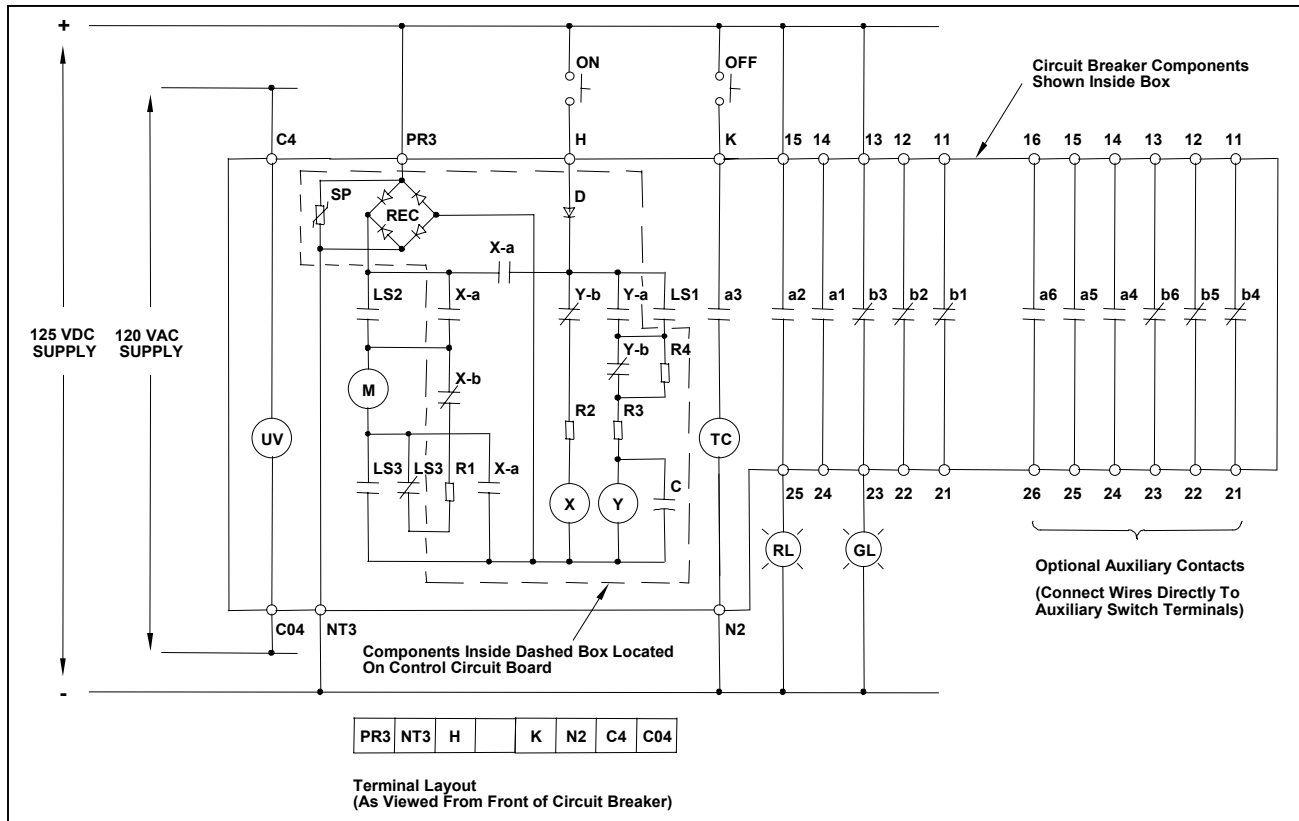 +
ON
OFF
Circuit Breaker Components
Shown Inside Box
C4
PR3
H
K
15
14
13
12
11
16
15
14
13
12
11
SP
REC
D
X-a
LS2
X-a
Y-b
Y-a
LS1
a3
a2
a1
b3
b2
b1
a6
a5
a4
b6
b5
b4
125 VDC
SUPPLY
120 VAC
SUPPLY
Y-b
R4
M
X-b
R2
R3
UV
TC
LS3
LS3
R1
X-a
C
X
Y
25
24
23
22
21
26
25
24
23
22
21
RL
GL
Optional Auxiliary Contacts
(Connect Wires Directly To
Auxiliary Switch Terminals)
C04
NT3
N2
Components Inside Dashed Box Located
On Control Circuit Board
-
PR3 NT3 H K N2 C4 C04
Terminal Layout
(As Viewed From Front of Circuit Breaker)